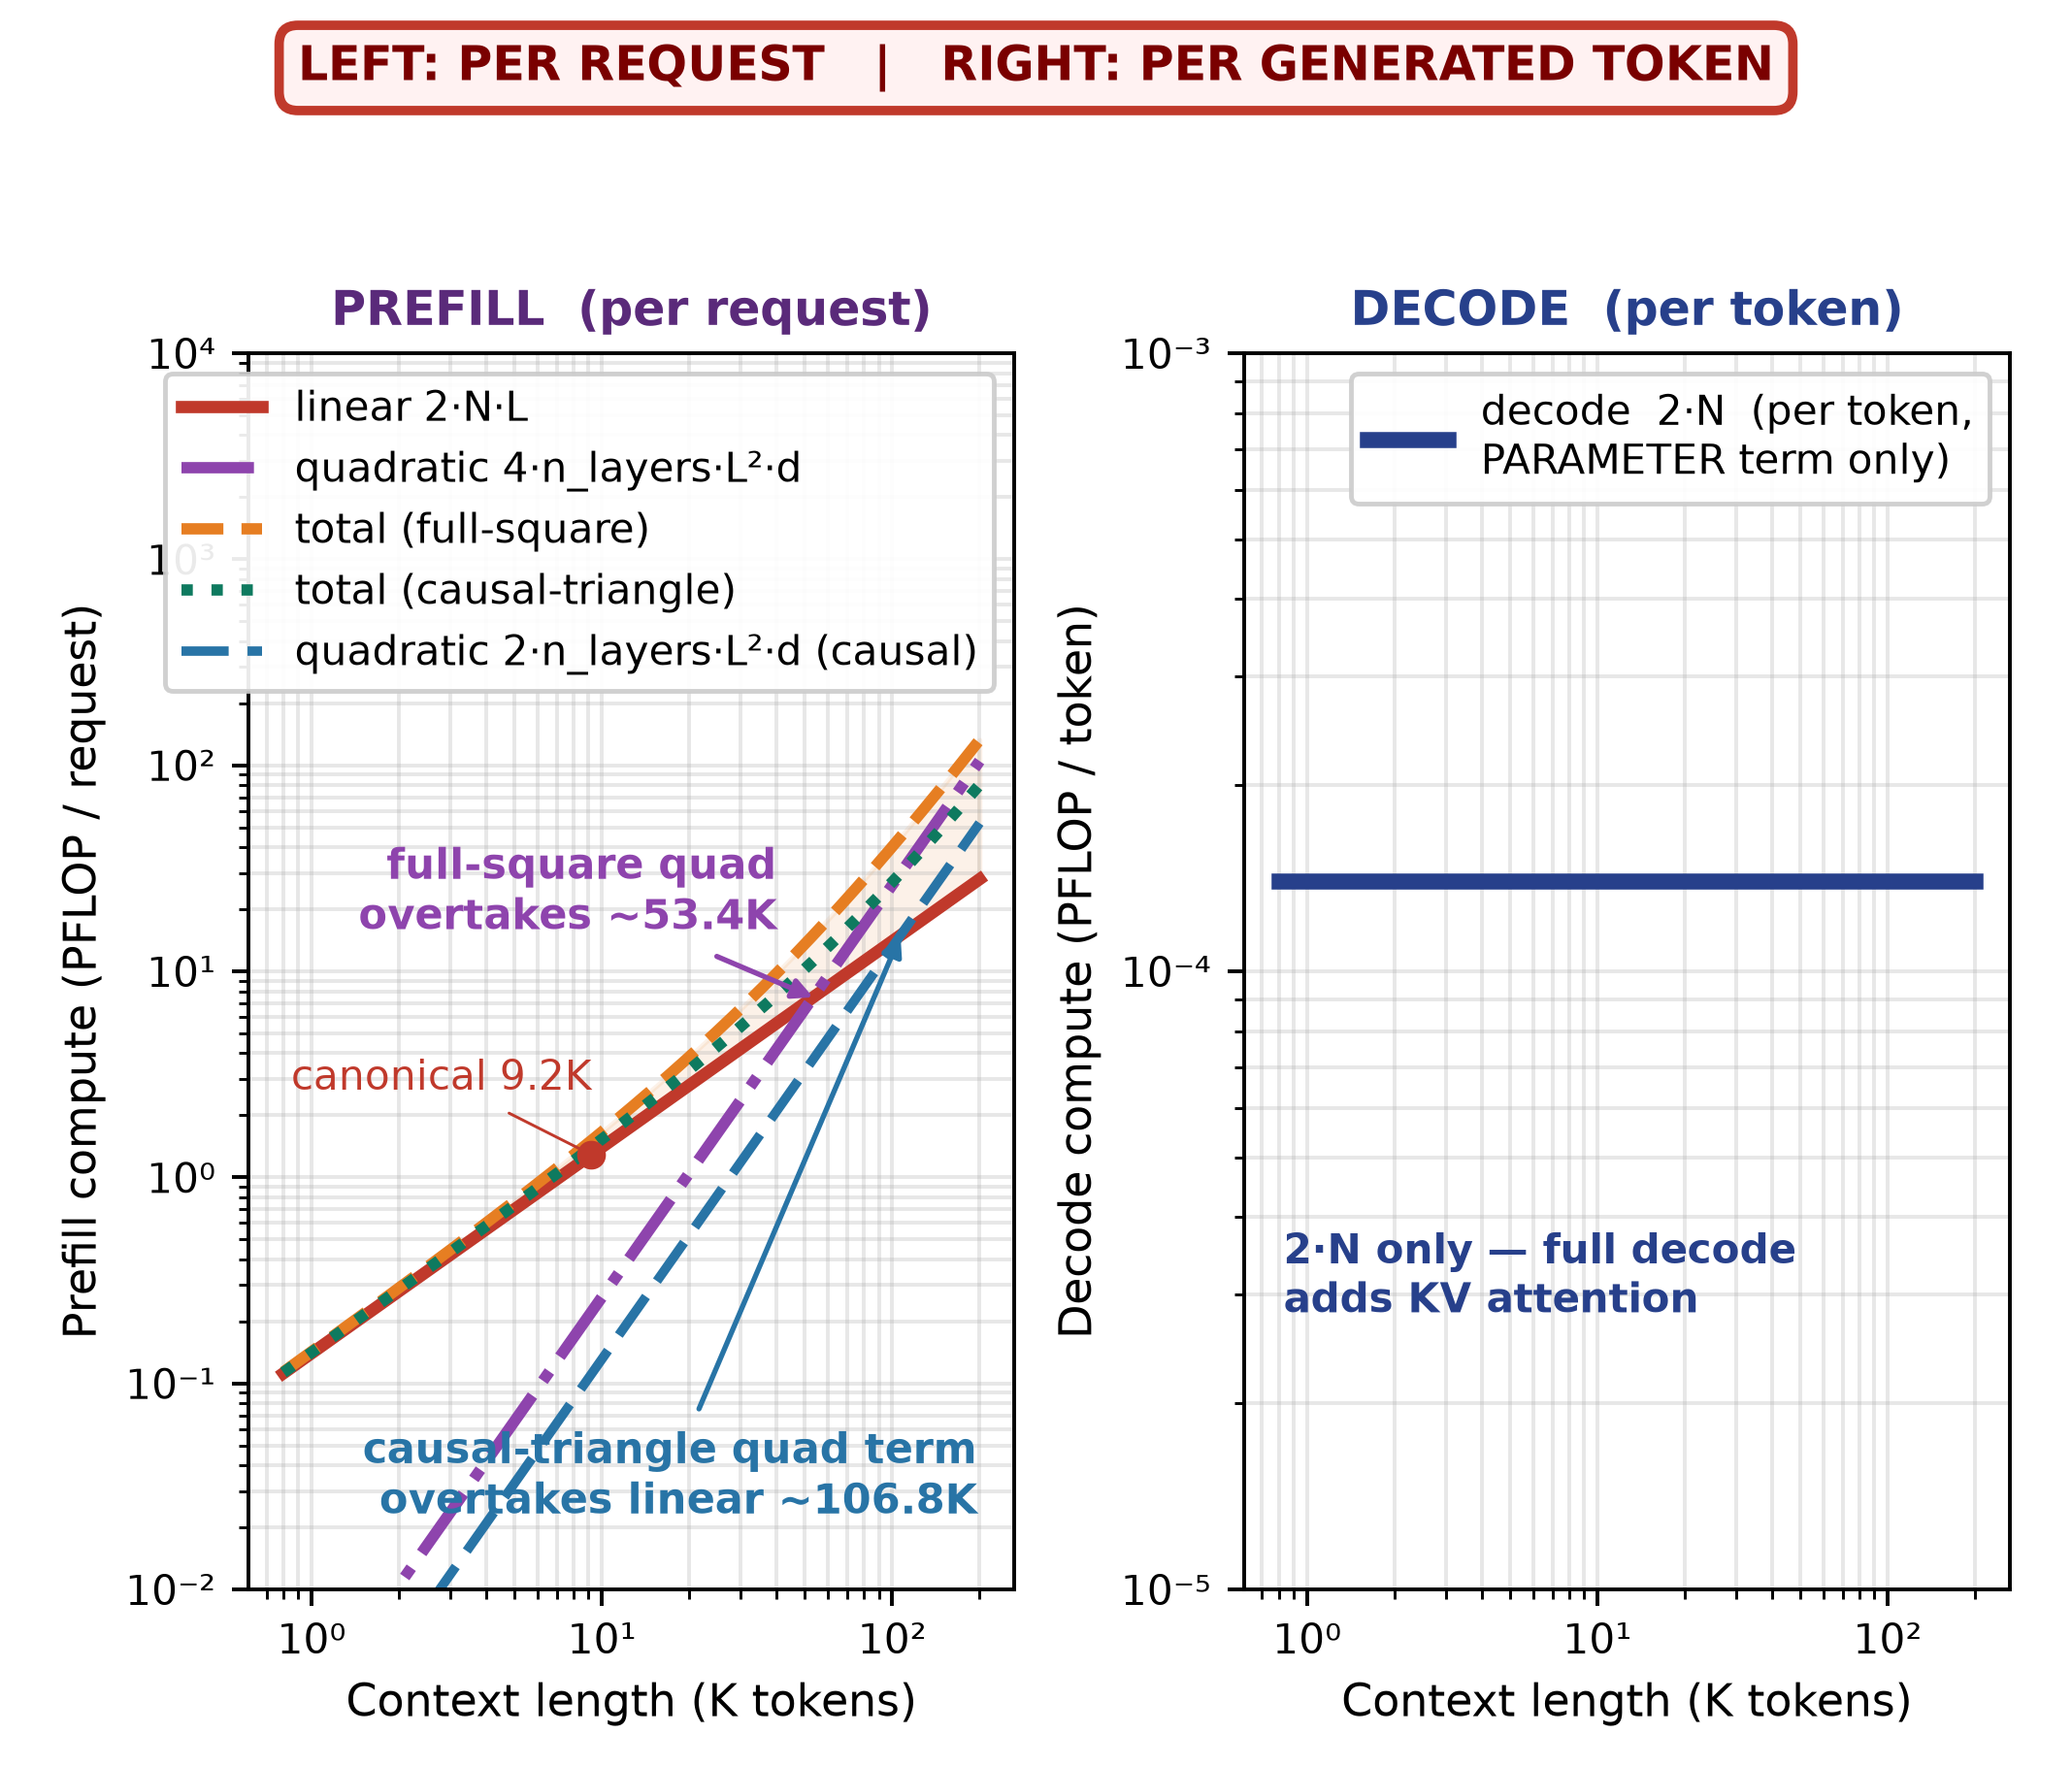 LEFT: PER REQUEST | RIGHT: PER GENERATED TOKEN
PREFILL (per request)
10⁴
10³
10²
10¹
10⁰
10⁻¹
10⁻²
Prefill compute (PFLOP / request)
linear 2·N·L
quadratic 4·n_layers·L²·d
total (full-square)
total (causal-triangle)
quadratic 2·n_layers·L²·d (causal)
full-square quad
overtakes ~53.4K
canonical 9.2K
causal-triangle quad term
overtakes linear ~106.8K
10⁰ 10¹ 10²
Context length (K tokens)
DECODE (per token)
10⁻³
10⁻⁴
10⁻⁵
Decode compute (PFLOP / token)
decode 2·N (per token,
PARAMETER term only)
2·N only — full decode
adds KV attention
10⁰ 10¹ 10²
Context length (K tokens)